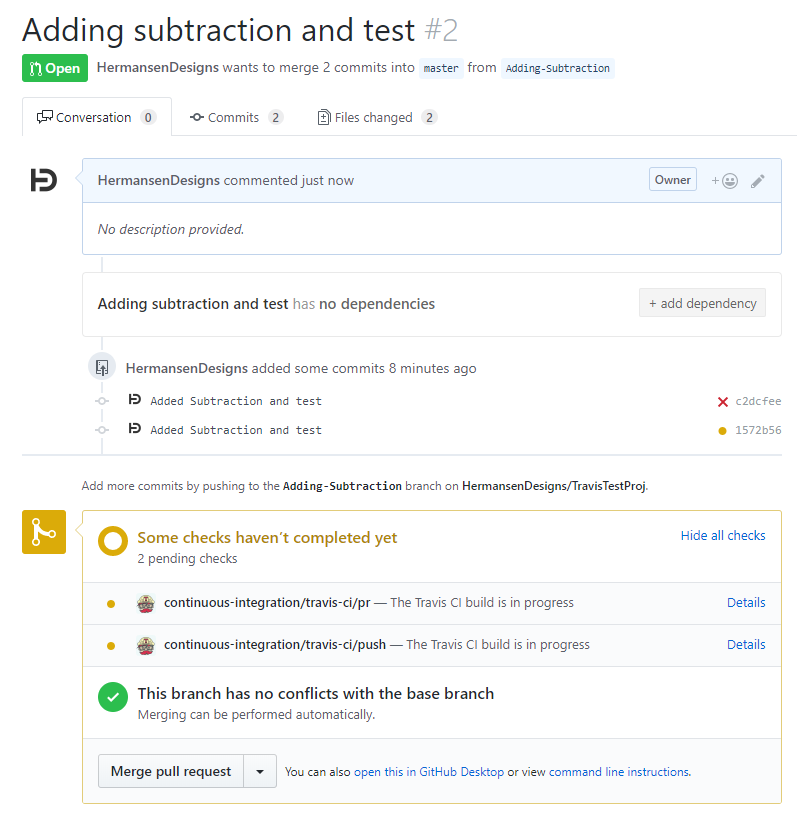 Adding subtraction and test #2
Open HermansenDesigns wants to merge 2 commits into master from Adding-Subtraction
Conversation 0 Commits 2 Files changed 2
HermansenDesigns commented just now Owner +
No description provided.
Adding subtraction and test has no dependencies + add dependency
HermansenDesigns added some commits 8 minutes ago
Added Subtraction and test c2dcfee
Added Subtraction and test 1572b56
Add more commits by pushing to the Adding-Subtraction branch on HermansenDesigns/TravisTestProj.
Some checks haven't completed yet Hide all checks
2 pending checks
continuous-integration/travis-ci/pr — The Travis CI build is in progress Details
continuous-integration/travis-ci/push — The Travis CI build is in progress Details
This branch has no conflicts with the base branch
Merging can be performed automatically.
Merge pull request You can also open this in GitHub Desktop or view command line instructions.